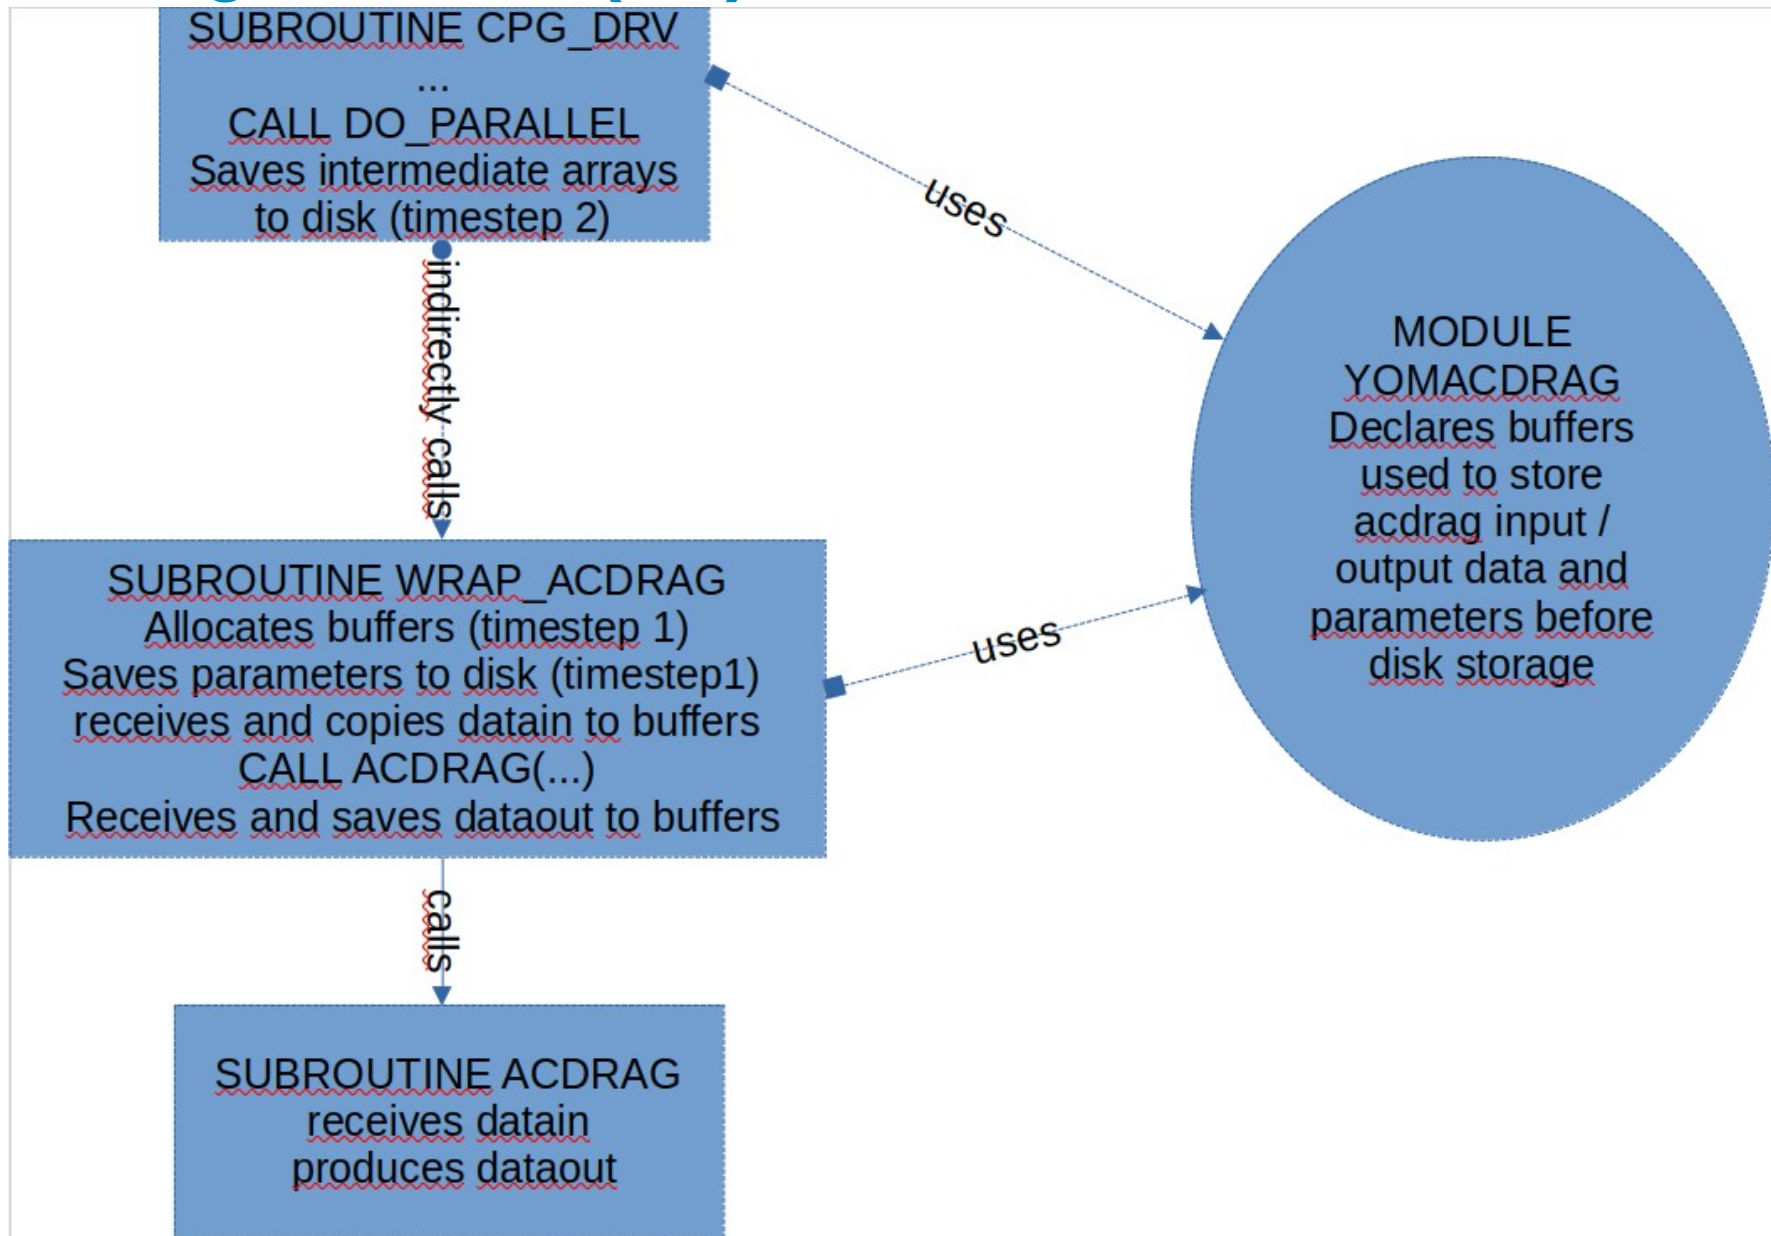 SUBROUTINE CPG_DRV
...
CALL DO_PARALLEL
Saves intermediate arrays
to disk (timestep 2)
uses
indirectly calls
MODULE
YOMACDRAG
Declares buffers
used to store
acdrag input /
output data and
parameters before
disk storage
SUBROUTINE WRAP_ACDRAG
Allocates buffers (timestep 1)
Saves parameters to disk (timestep1)
receives and copies datain to buffers
CALL ACDRAG(...)
Receives and saves dataout to buffers
uses
calls
SUBROUTINE ACDRAG
receives datain
produces dataout